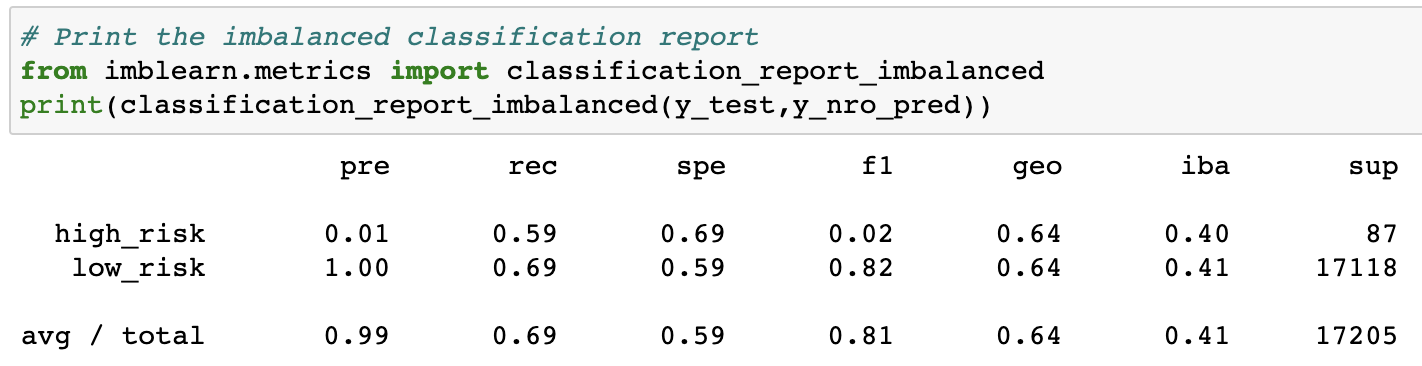 # Print the imbalanced classification report
from imblearn.metrics import classification_report_imbalanced
print(classification_report_imbalanced(y_test,y_nro_pred))
pre rec spe f1 geo iba sup
high_risk 0.01 0.59 0.69 0.02 0.64 0.40 87
low_risk 1.00 0.69 0.59 0.82 0.64 0.41 17118
avg / total 0.99 0.69 0.59 0.81 0.64 0.41 17205